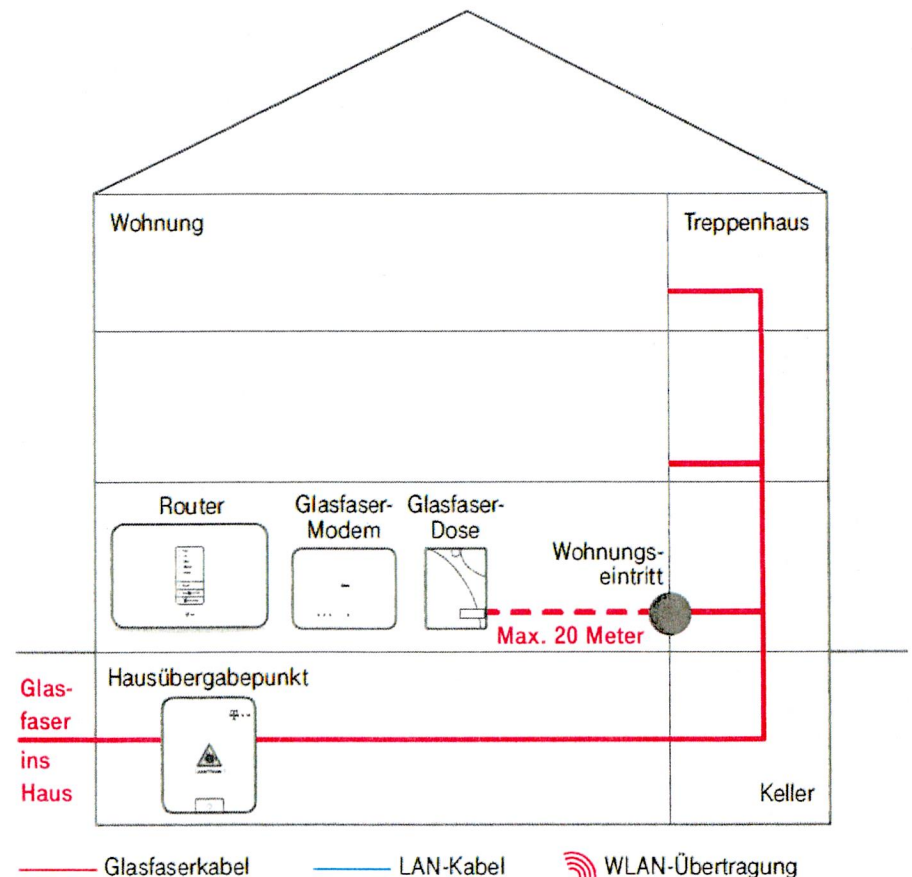 Wohnung
Treppenhaus
Router
Glasfaser-
Modem
Glasfaser-
Dose
Wohnungs-
eintritt
Max. 20 Meter
Hausübergabepunkt
Glas-
faser
ins
Haus
Keller
Glasfaserkabel
LAN-Kabel
WLAN-Übertragung